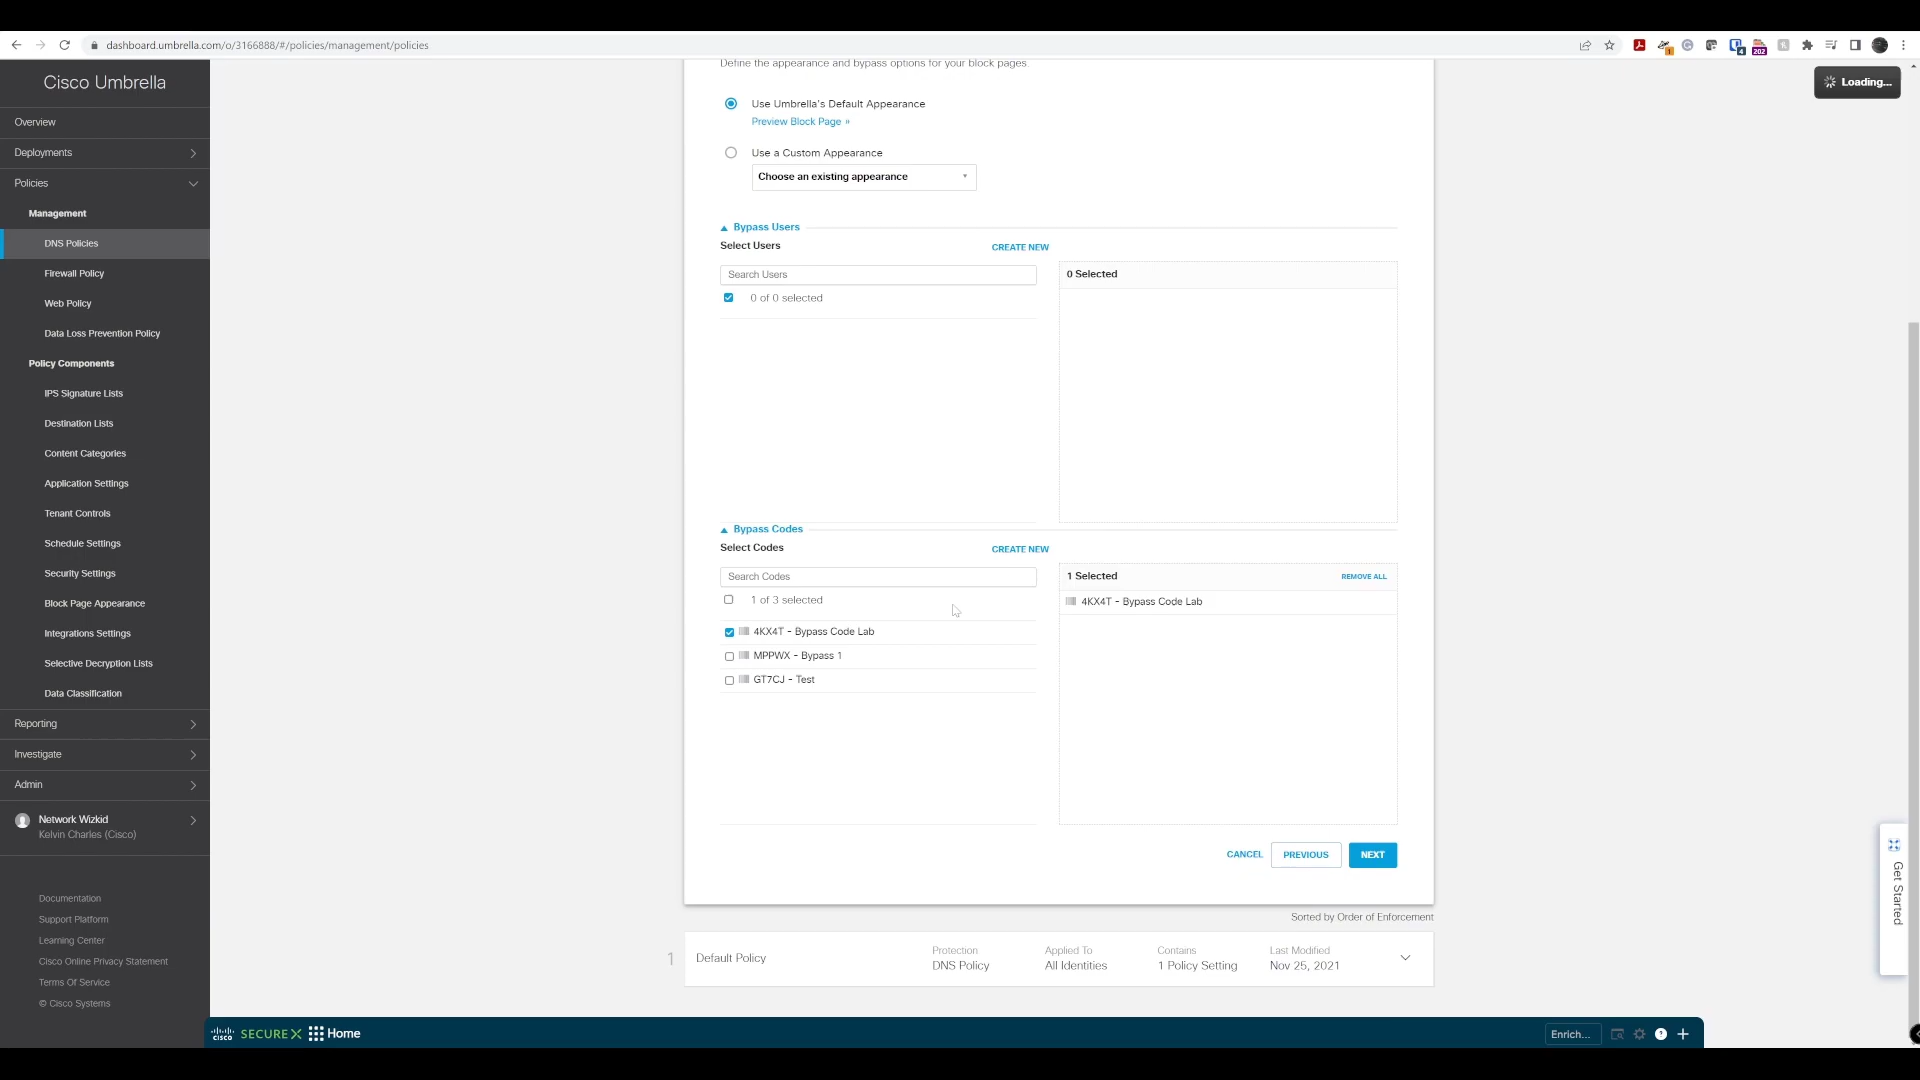 dashboard.umbrella.com/o/3166888/#/policies/management/policies
1
4
202
Cisco Umbrella
Overview
Deployments
Policies
Management
DNS Policies
Firewall Policy
Web Policy
Data Loss Prevention Policy
Policy Components
IPS Signature Lists
Destination Lists
Content Categories
Application Settings
Tenant Controls
Schedule Settings
Security Settings
Block Page Appearance
Integrations Settings
Selective Decryption Lists
Data Classification
Reporting
Investigate
Admin
Network Wizkid
Kelvin Charles (Cisco)
Documentation
Support Platform
Learning Center
Cisco Online Privacy Statement
Terms Of Service
© Cisco Systems
Define the appearance and bypass options for your block pages.
Loading...
Use Umbrella's Default Appearance
Preview Block Page »
Use a Custom Appearance
Choose an existing appearance
Bypass Users
Select Users
CREATE NEW
Search Users
0 of 0 selected
0 Selected
Bypass Codes
Select Codes
CREATE NEW
Search Codes
1 of 3 selected
4KX4T - Bypass Code Lab
MPPWX - Bypass 1
GT7CJ - Test
1 Selected
REMOVE ALL
4KX4T - Bypass Code Lab
CANCEL
PREVIOUS
NEXT
Sorted by Order of Enforcement
1
Default Policy
Protection
DNS Policy
Applied To
All Identities
Contains
1 Policy Setting
Last Modified
Nov 25, 2021
Get Started
cisco SECUREX Home
Enrich...
?